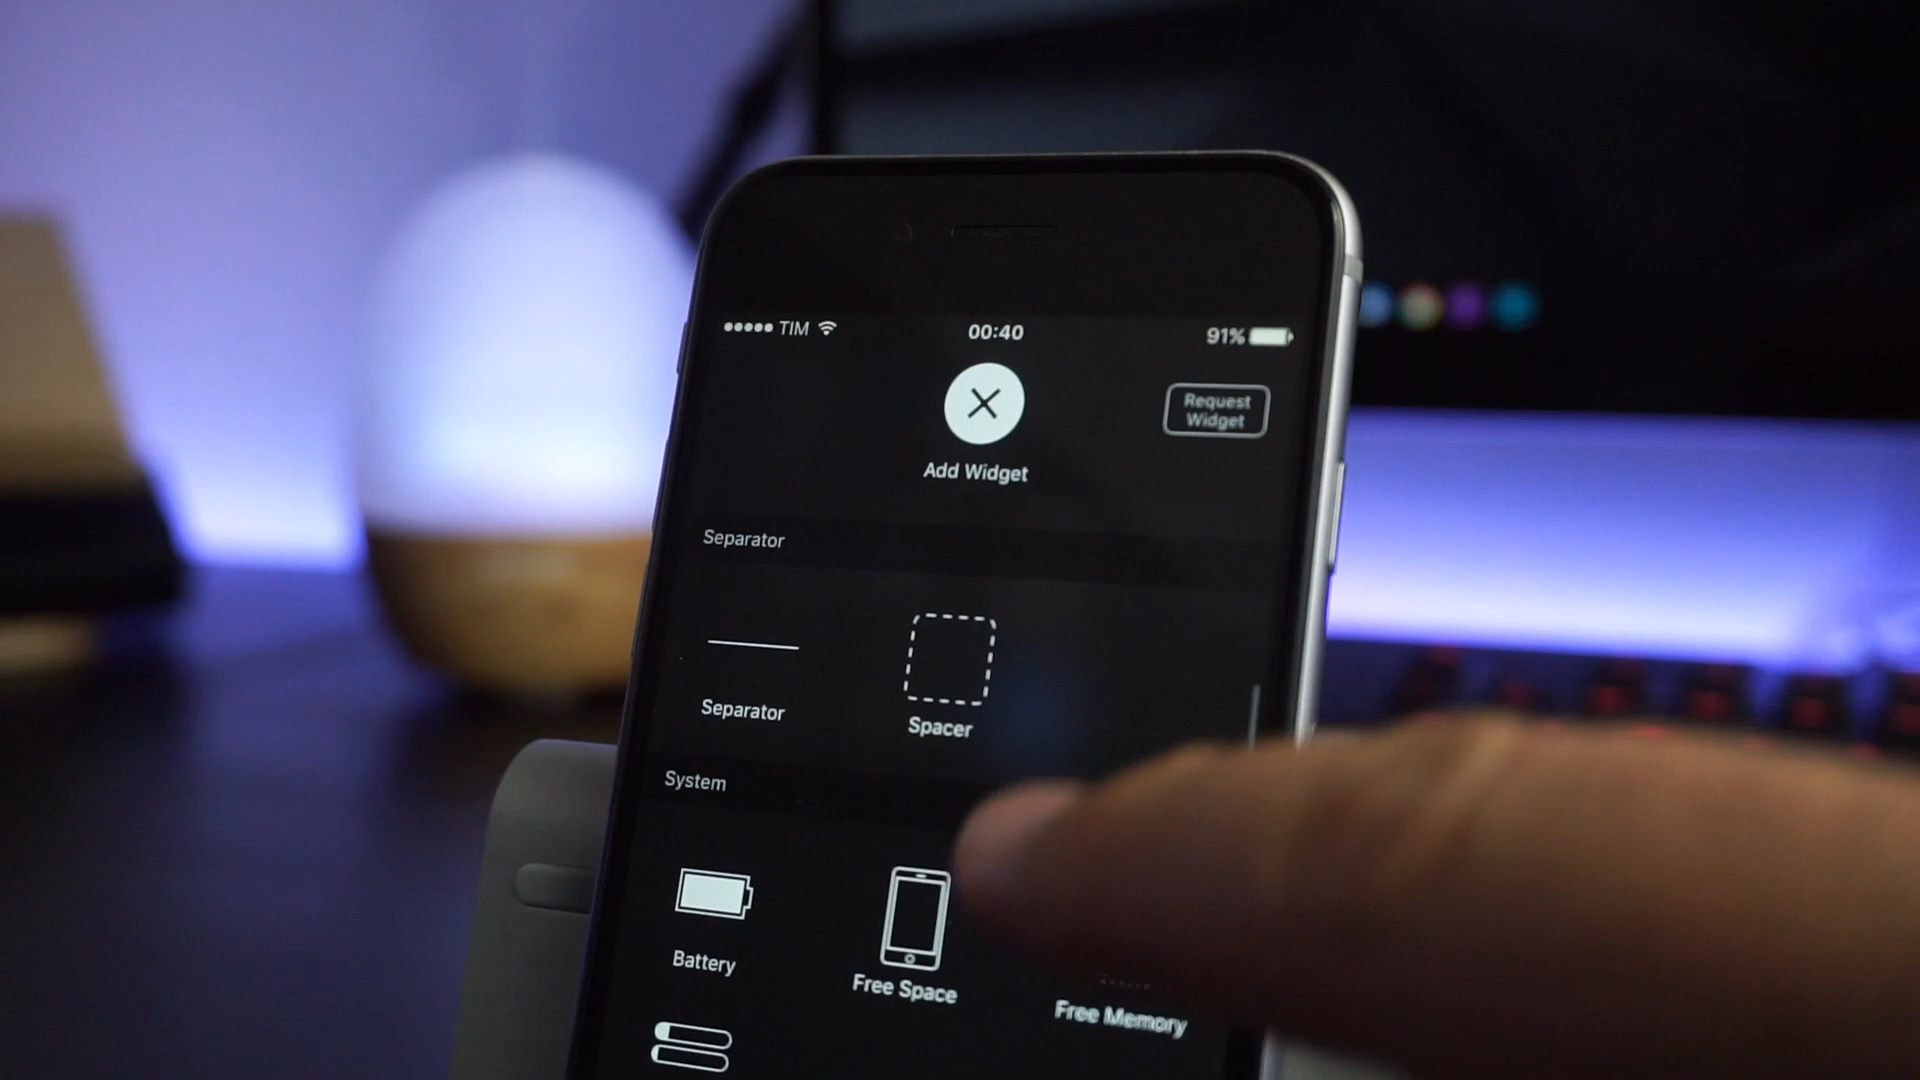 TIM 00:40 91%
Request
Widget
Add Widget
Separator
Separator Spacer
System
Battery Free Space Free Memory